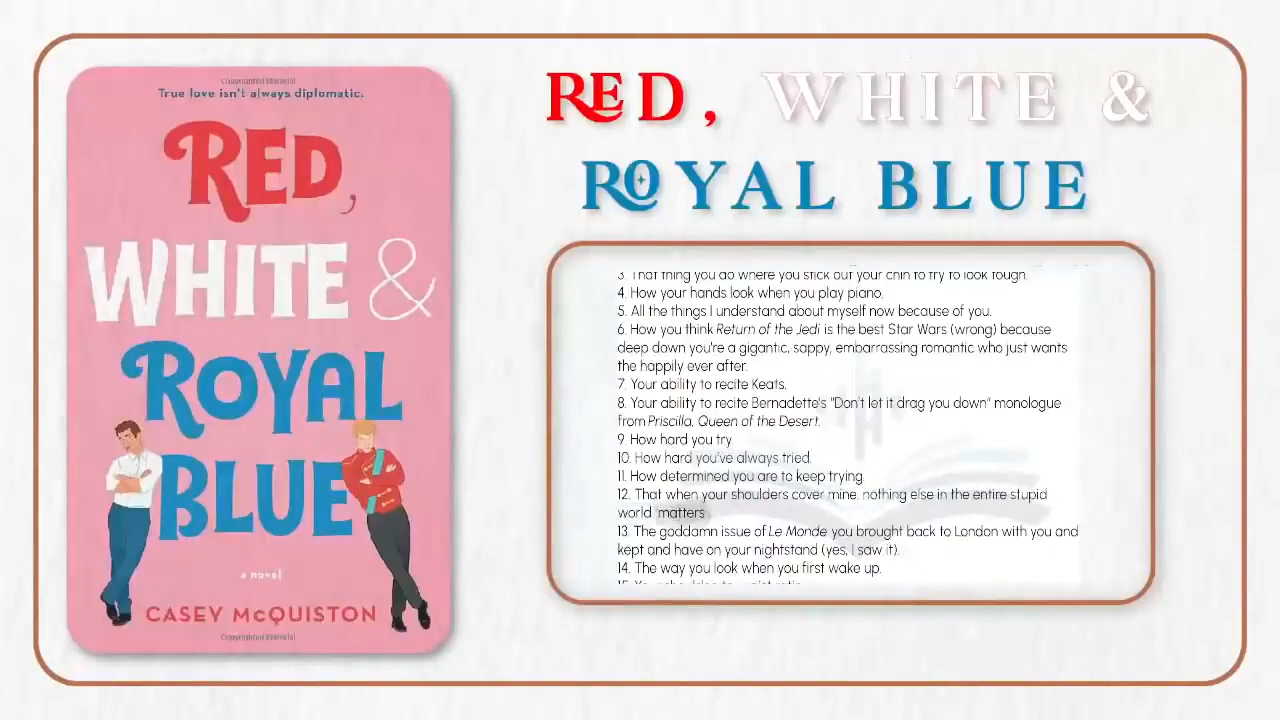 Copyrighted Material
True love isn't always diplomatic.
RED,
WHITE &
ROYAL
BLUE
a novel
CASEY McQUISTON
Copyrighted Material
RED, WHITE &
ROYAL BLUE
3. That thing you do where you stick out your chin to try to look tough.
4. How your hands look when you play piano.
5. All the things I understand about myself now because of you.
6. How you think Return of the Jedi is the best Star Wars (wrong) because
deep down you're a gigantic, sappy, embarrassing romantic who just wants
the happily ever after.
7. Your ability to recite Keats.
8. Your ability to recite Bernadette's "Don't let it drag you down" monologue
from Priscilla, Queen of the Desert.
9. How hard you try
10. How hard you've always tried.
11. How determined you are to keep trying.
12. That when your shoulders cover mine, nothing else in the entire stupid
world matters
13. The goddamn issue of Le Monde you brought back to London with you and
kept and have on your nightstand (yes, I saw it).
14. The way you look when you first wake up.